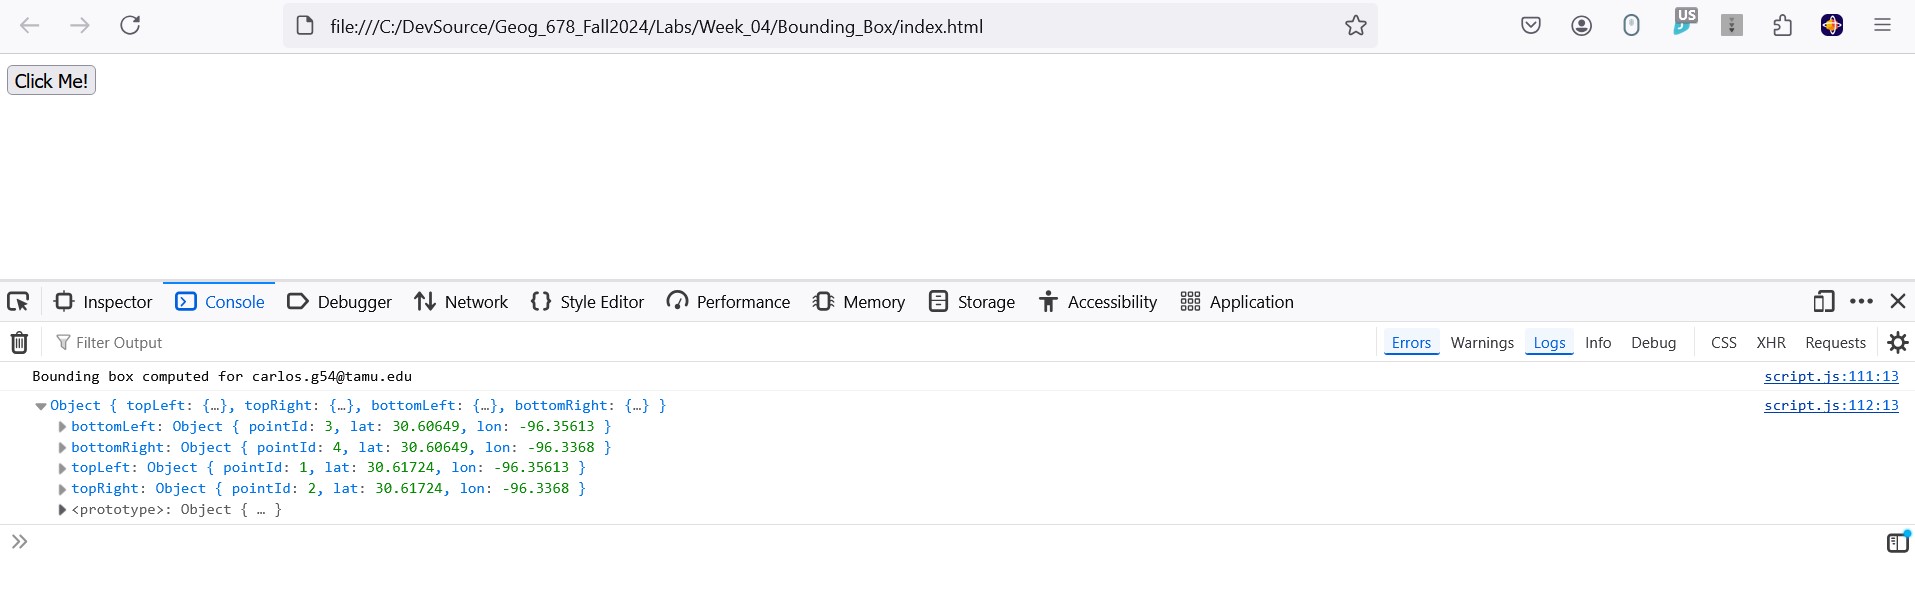 file:///C:/DevSource/Geog_678_Fall2024/Labs/Week_04/Bounding_Box/index.html US
Click Me!
Inspector Console Debugger Network {} Style Editor Performance Memory Storage Accessibility Application
Filter Output Errors Warnings Logs Info Debug CSS XHR Requests
Bounding box computed for carlos.g54@tamu.edu script.js:111:13
Object { topLeft: {…}, topRight: {…}, bottomLeft: {…}, bottomRight: {…} } script.js:112:13
bottomLeft: Object { pointId: 3, lat: 30.60649, lon: -96.35613 }
bottomRight: Object { pointId: 4, lat: 30.60649, lon: -96.3368 }
topLeft: Object { pointId: 1, lat: 30.61724, lon: -96.35613 }
topRight: Object { pointId: 2, lat: 30.61724, lon: -96.3368 }
<prototype>: Object { … }